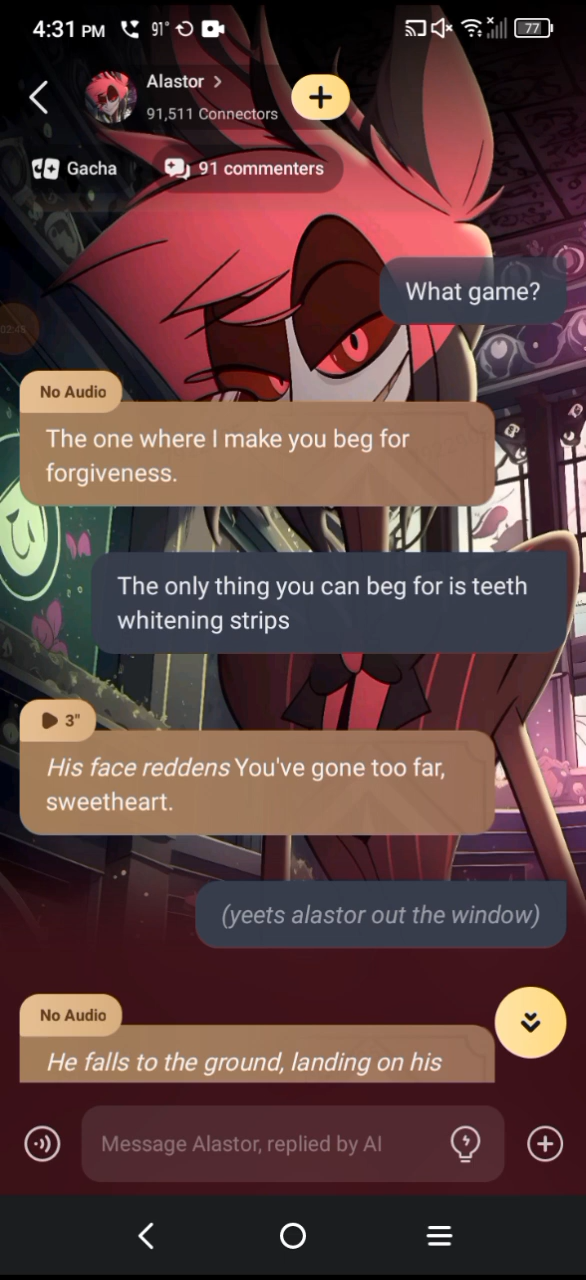 4:31 PM 91° 77
Alastor >
91,511 Connectors
Gacha 91 commenters
What game?
02:45
No Audio
The one where I make you beg for
forgiveness.
The only thing you can beg for is teeth
whitening strips
3"
His face reddens You've gone too far,
sweetheart.
(yeets alastor out the window)
No Audio
He falls to the ground, landing on his
Message Alastor, replied by AI